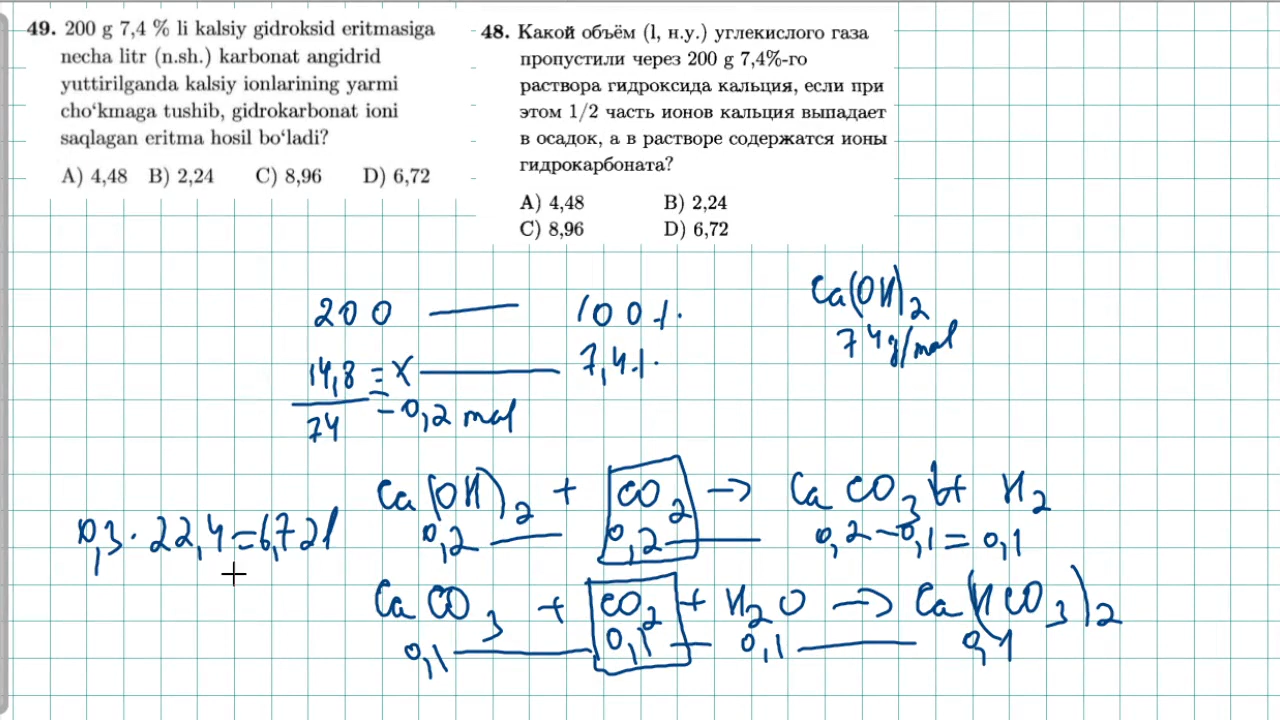 49. 200 g 7,4 % li kalsiy gidroksid eritmasiga
necha litr (n.sh.) karbonat angidrid
yuttirilganda kalsiy ionlarining yarmi
cho‘kmaga tushib, gidrokarbonat ioni
saqlagan eritma hosil bo‘ladi?
A) 4,48 B) 2,24 C) 8,96 D) 6,72
48. Какой объём (l, н.у.) углекислого газа
пропустили через 200 g 7,4%-го
раствора гидроксида кальция, если при
этом 1/2 часть ионов кальция выпадает
в осадок, а в растворе содержатся ионы
гидрокарбоната?
A) 4,48 B) 2,24
C) 8,96 D) 6,72
200 — 100%.
14,8 = x — 7,4%.
74 = 0,2 mol
Ca(OH)2
74 g/mol
Ca(OH)2 + CO2 → CaCO3↓ + H2
0,2 — 0,2 — 0,2 - 0,1 = 0,1
0,3 · 22,4 = 6,72 l
CaCO3 + CO2 + H2O → Ca(HCO3)2
0,1 — 0,1 — 0,1 — 0,1